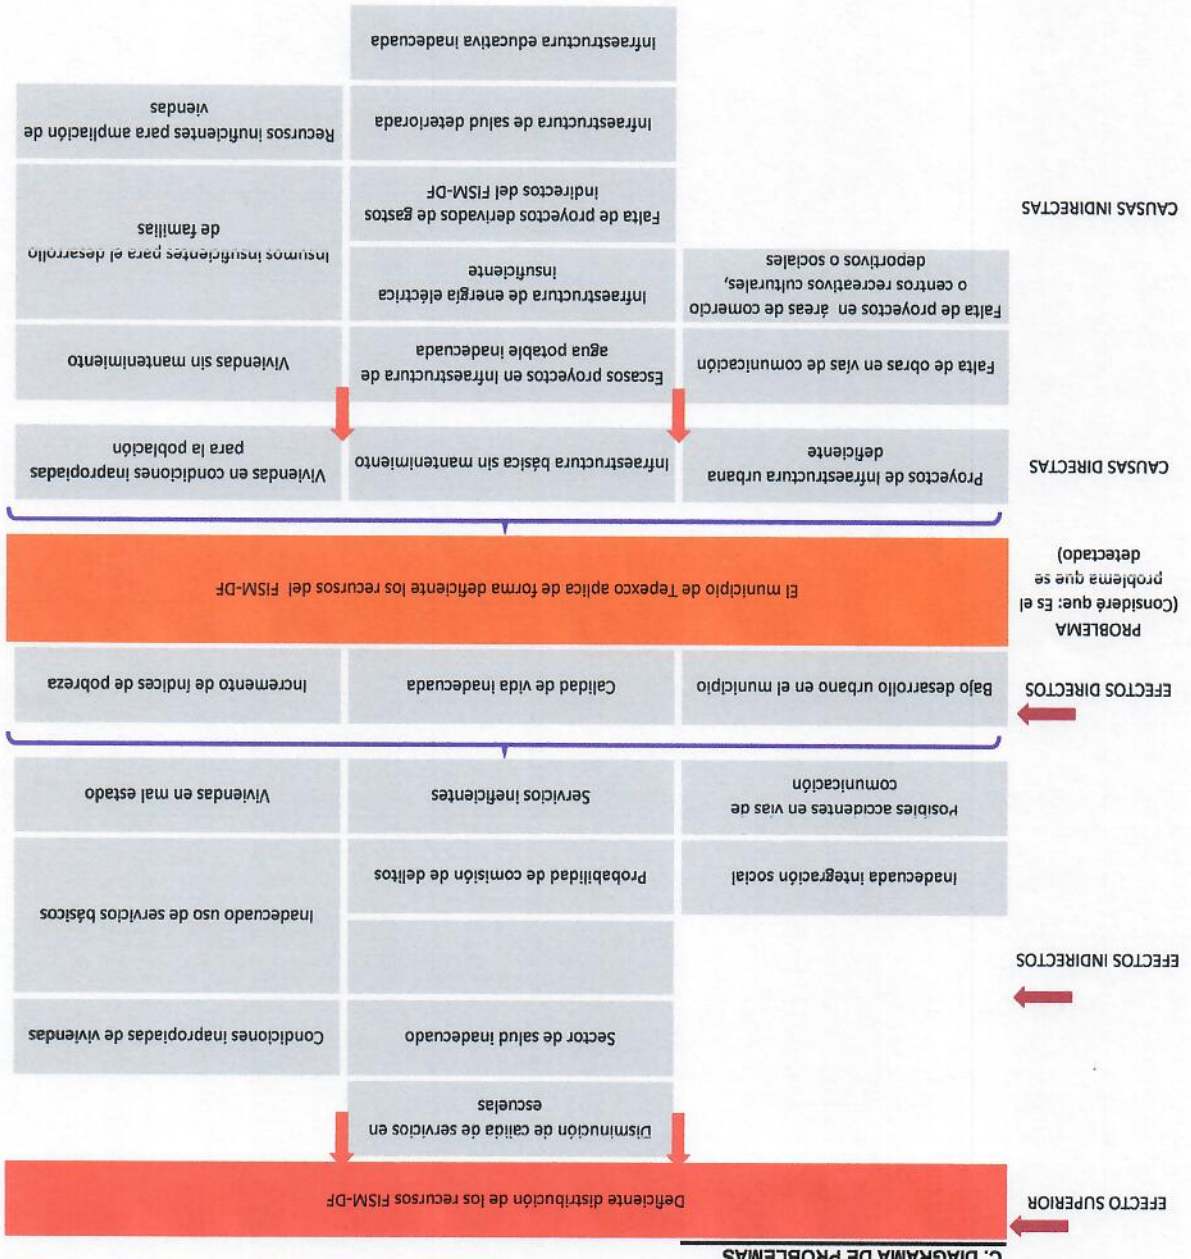 C. DIAGRAMA DE PROBLEMAS
EFECTO SUPERIOR
Deficiente distribución de los recursos FISM-DF
Disminución de calida de servicios en
escuelas
EFECTOS INDIRECTOS
Sector de salud inadecuado
Condiciones inapropiadas de viviendas
Inadecuada integración social
Probabilidad de comisión de delitos
Inadecuado uso de servicios básicos
Posibles accidentes en vías de
comunicación
Servicios ineficientes
Viviendas en mal estado
EFECTOS DIRECTOS
Bajo desarrollo urbano en el municipio
Calidad de vida inadecuada
Incremento de índices de pobreza
PROBLEMA
(Consideré que: Es el
problema que se
detectado)
El municipio de Tepexco aplica de forma deficiente los recursos del FISM-DF
CAUSAS DIRECTAS
Proyectos de Infraestructura urbana
deficiente
Infraestructura básica sin mantenimiento
Viviendas en condiciones inapropiadas
para la población
CAUSAS INDIRECTAS
Falta de obras en vías de comunicación
Escasos proyectos en Infraestructura de
agua potable inadecuada
Viviendas sin mantenimiento
Falta de proyectos en áreas de comercio
o centros recreativos culturales,
deportivos o sociales
Infraestructura de energía eléctrica
insuficiente
Insumos insuficientes para el desarrollo
de familias
Falta de proyectos derivados de gastos
indirectos del FISM-DF
Infraestructura de salud deteriorada
Recursos inuficientes para ampliación de
viendas
Infraestructura educativa inadecuada